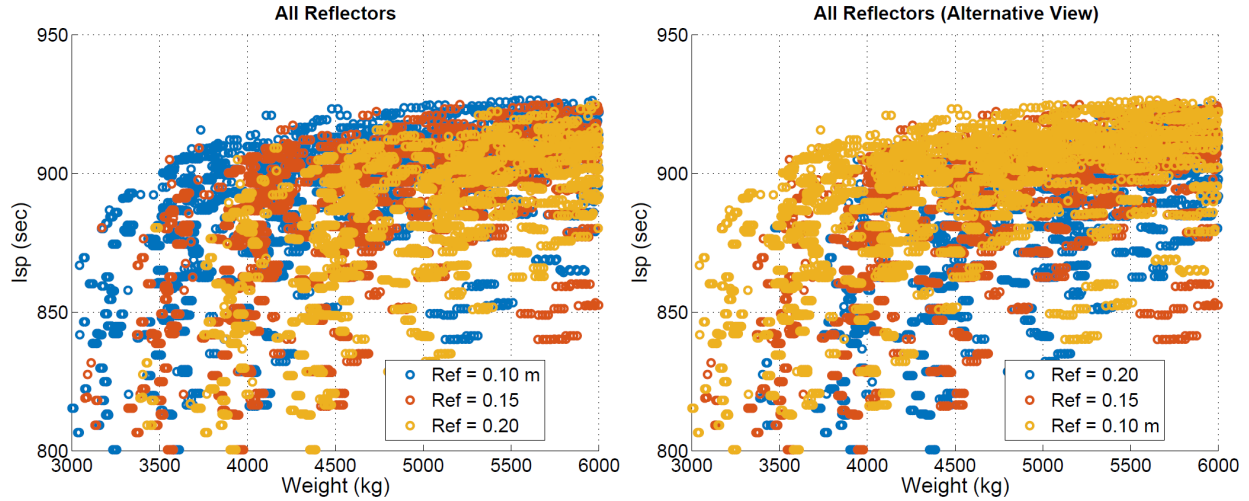 All Reflectors
950
900
850
800
Isp (sec)
3000
3500
4000
4500
5000
5500
6000
Weight (kg)
Ref = 0.10 m
Ref = 0.15
Ref = 0.20
All Reflectors (Alternative View)
950
900
850
800
Isp (sec)
3000
3500
4000
4500
5000
5500
6000
Weight (kg)
Ref = 0.20
Ref = 0.15
Ref = 0.10 m